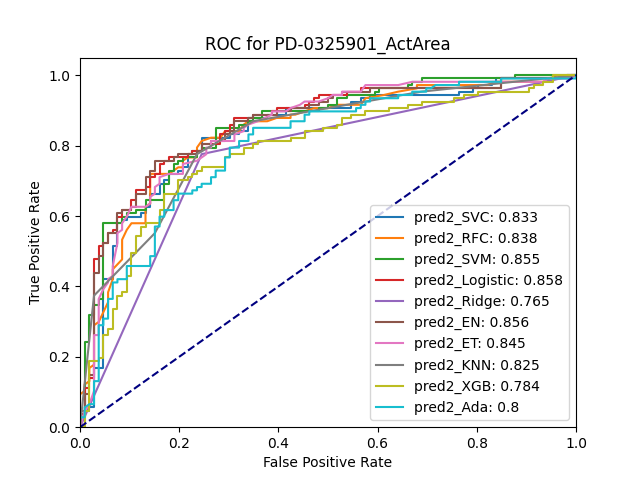 ROC for PD-0325901_ActArea
True Positive Rate
1.0
0.8
0.6
0.4
0.2
0.0
pred2_SVC: 0.833
pred2_RFC: 0.838
pred2_SVM: 0.855
pred2_Logistic: 0.858
pred2_Ridge: 0.765
pred2_EN: 0.856
pred2_ET: 0.845
pred2_KNN: 0.825
pred2_XGB: 0.784
pred2_Ada: 0.8
0.0 0.2 0.4 0.6 0.8 1.0
False Positive Rate